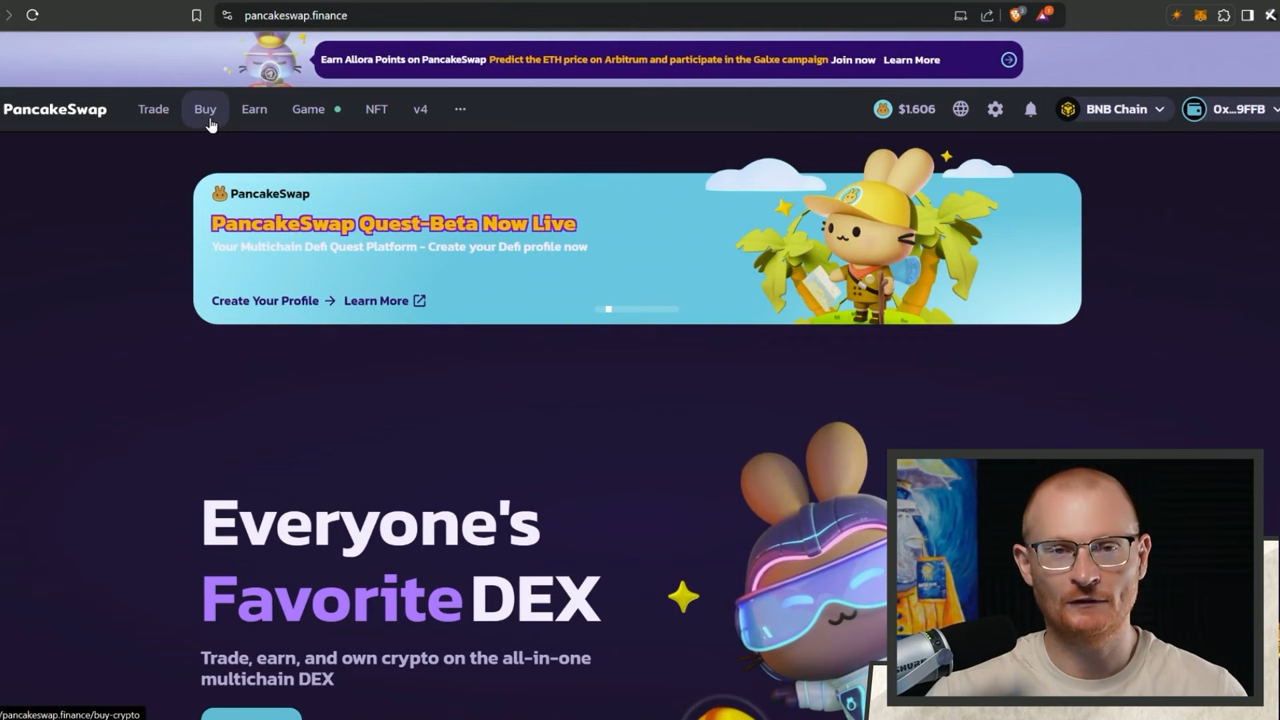 pancakeswap.finance
Earn Allora Points on PancakeSwap Predict the ETH price on Arbitrum and participate in the Galxe campaign Join now Learn More
PancakeSwap Trade Buy Earn Game NFT v4 ... $1.606 BNB Chain 0x...9FFB
PancakeSwap
PancakeSwap Quest-Beta Now Live
Your Multichain Defi Quest Platform - Create your Defi profile now
Create Your Profile → Learn More
Everyone's
Favorite DEX
Trade, earn, and own crypto on the all-in-one
multichain DEX
/pancakeswap.finance/buy-crypto